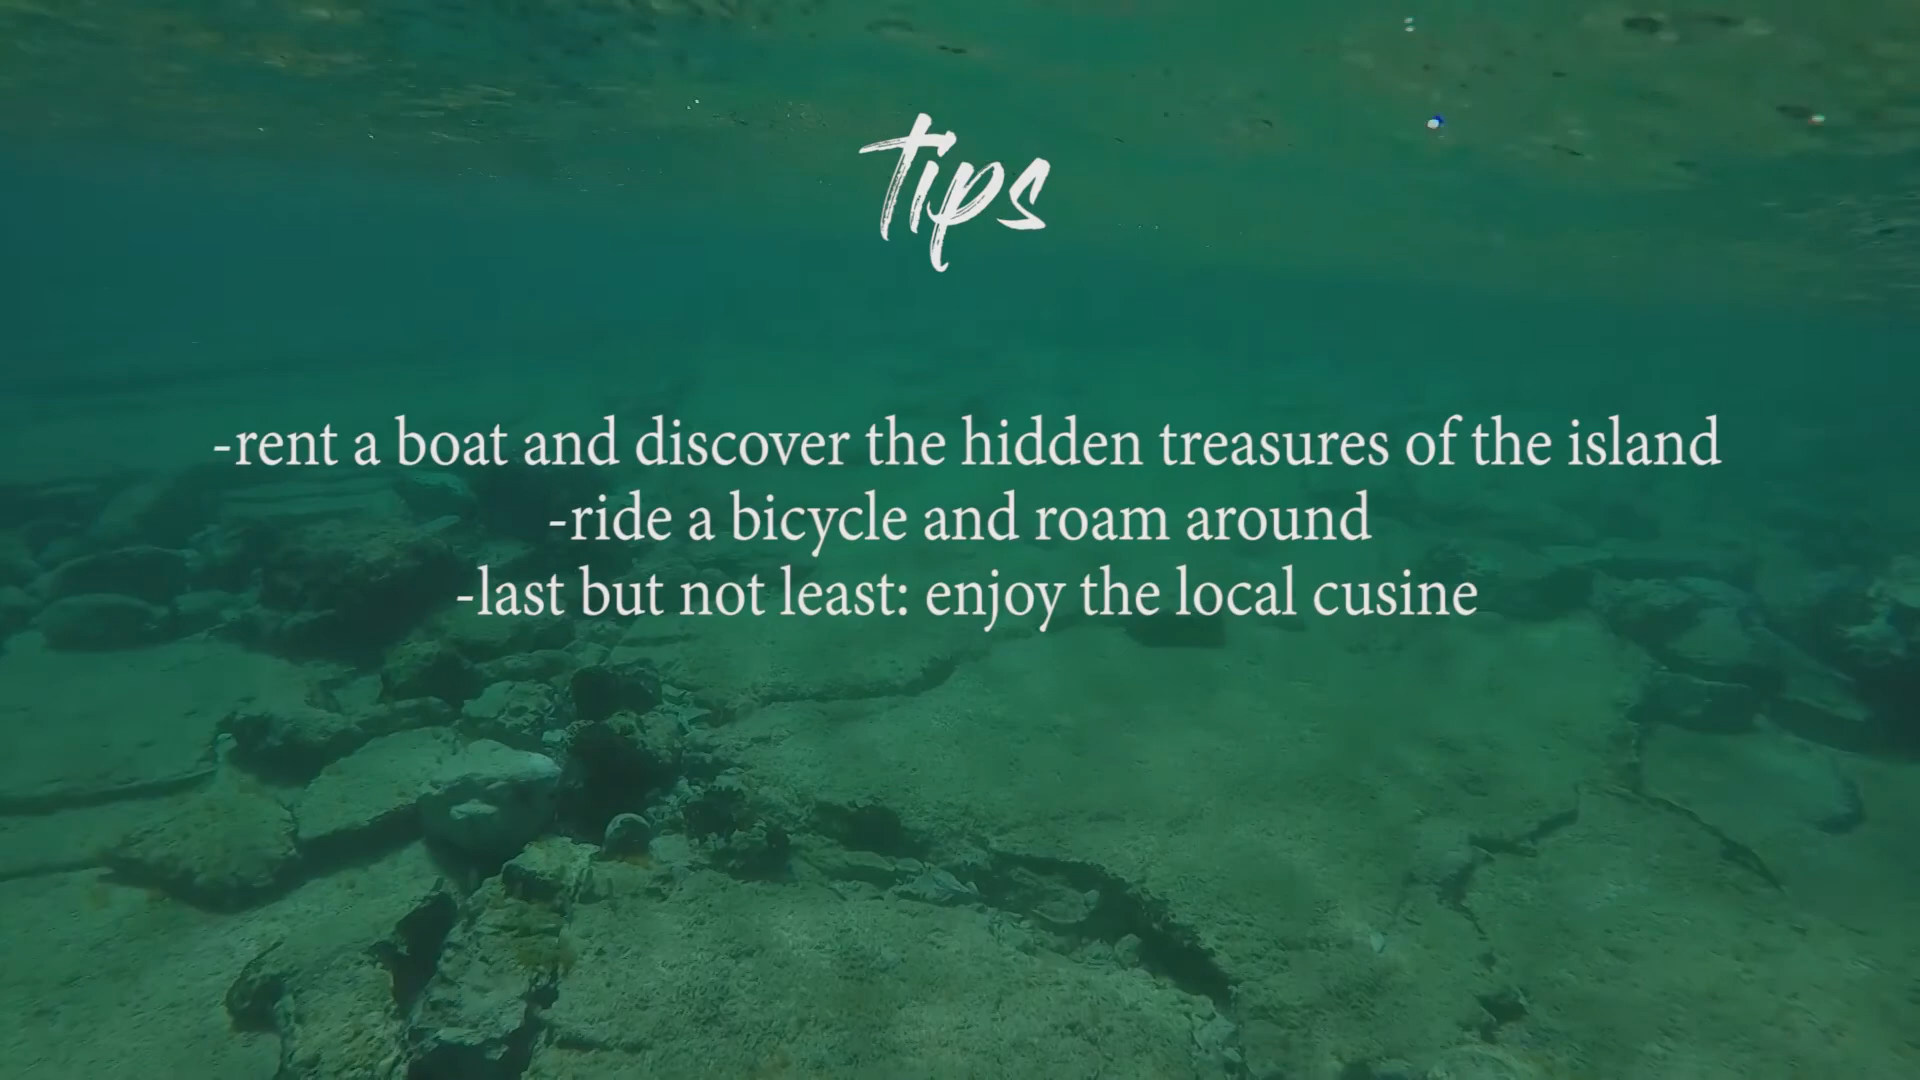 tips
-rent a boat and discover the hidden treasures of the island
-ride a bicycle and roam around
-last but not least: enjoy the local cusine